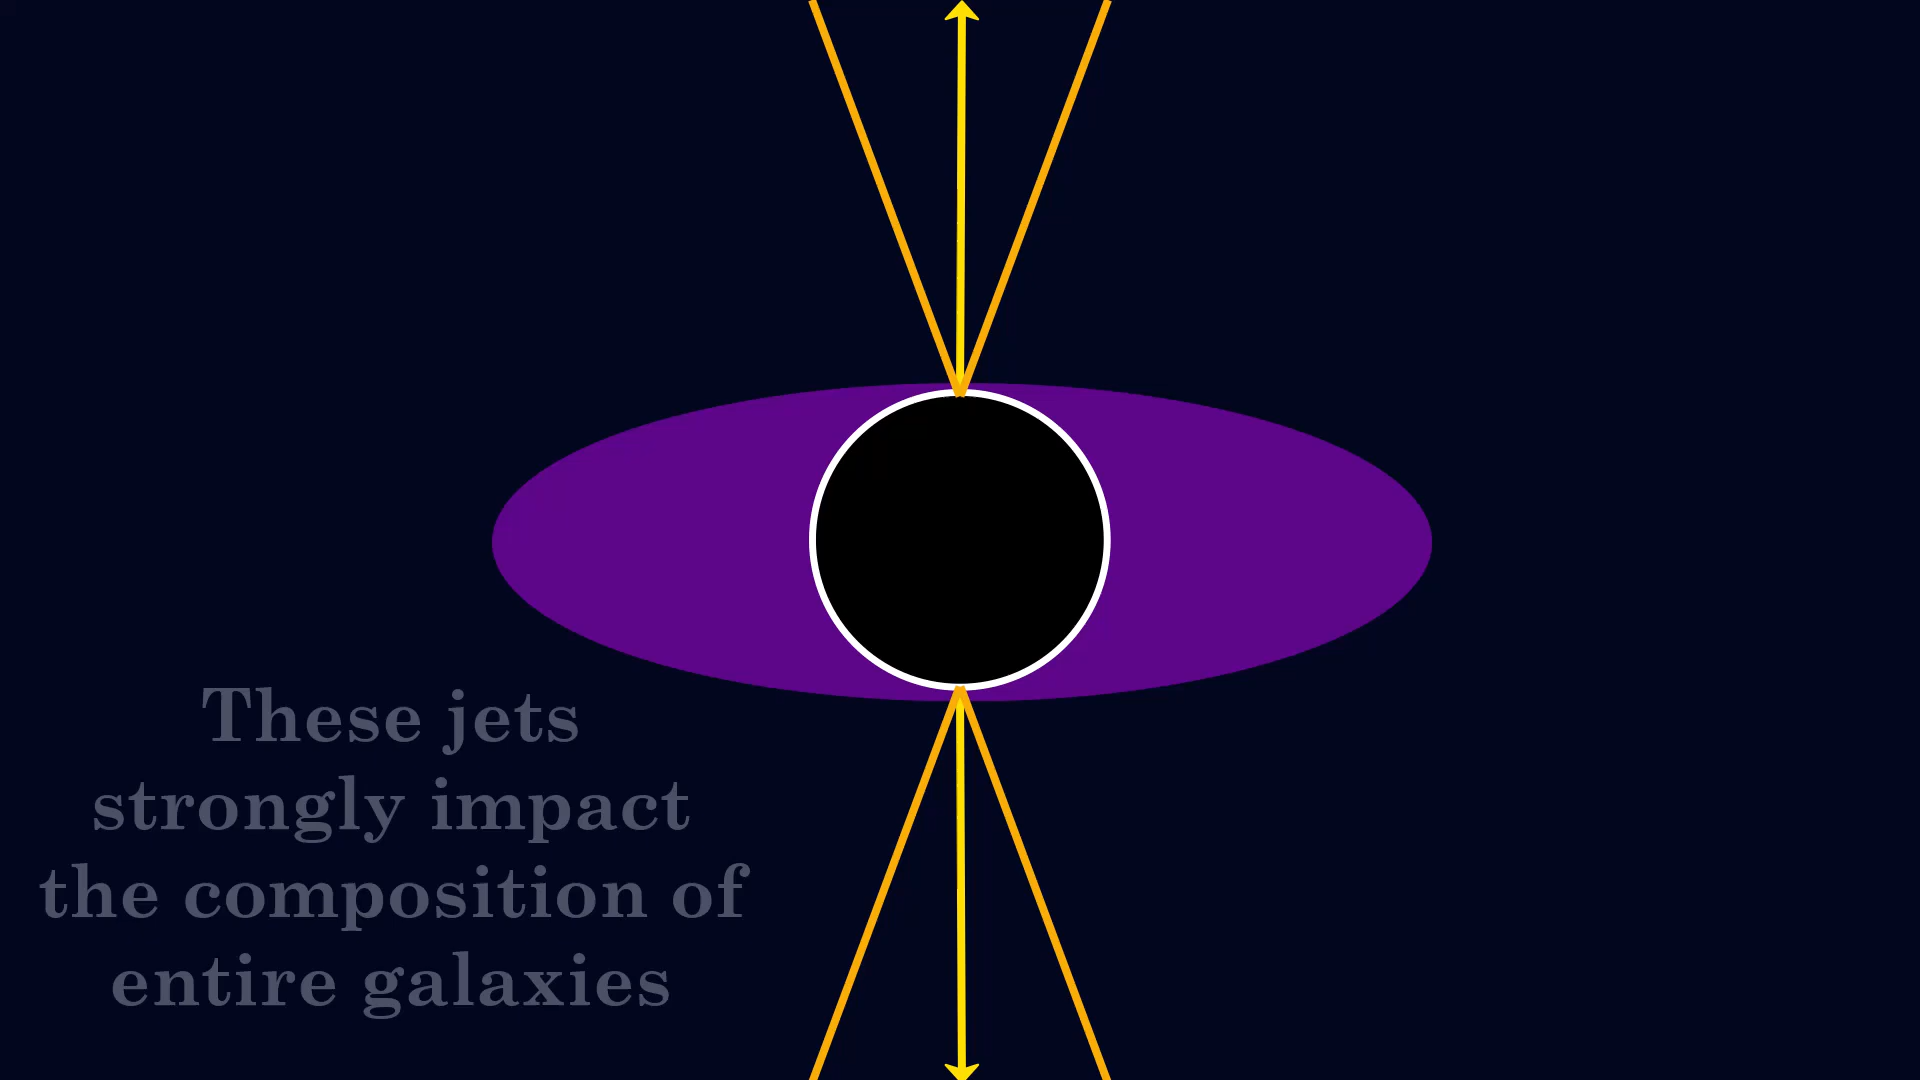 These jets
strongly impact
the composition of
entire galaxies